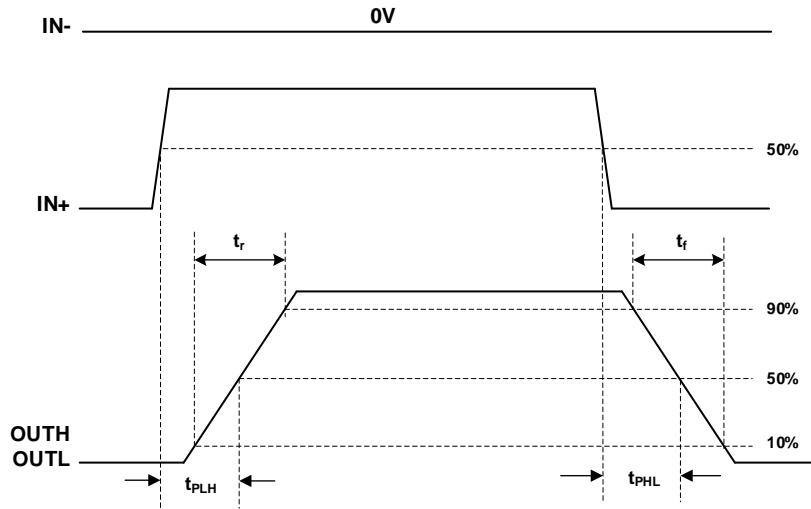 0V
IN-
50%
IN+
tr
tf
90%
50%
OUTH
OUTL
10%
tPLH
tPHL